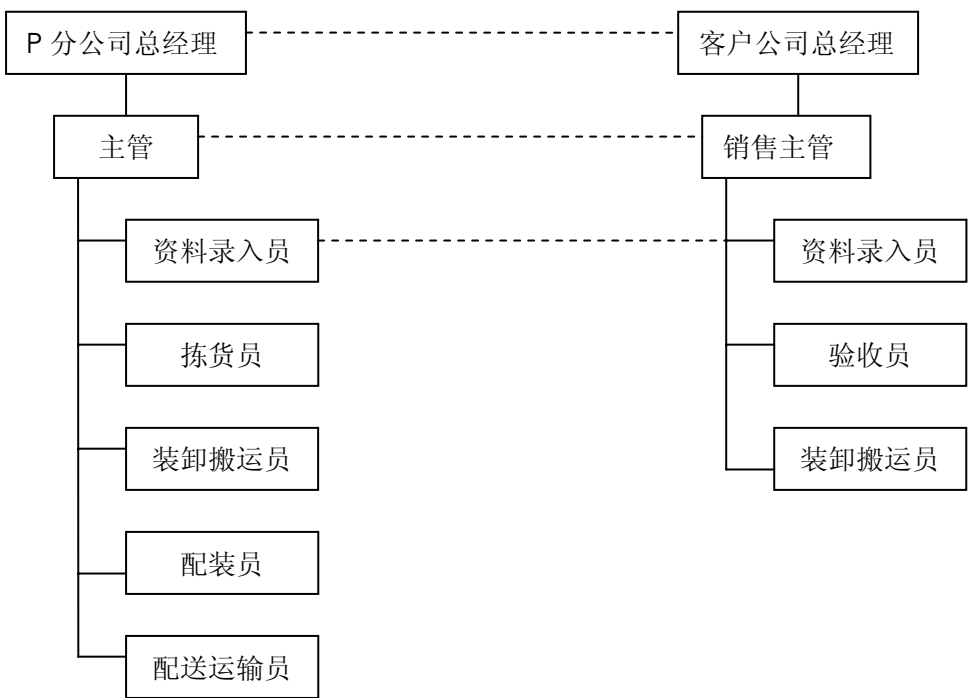 P 分公司总经理
客户公司总经理
主管
销售主管
资料录入员
资料录入员
拣货员
验收员
装卸搬运员
装卸搬运员
配装员
配送运输员